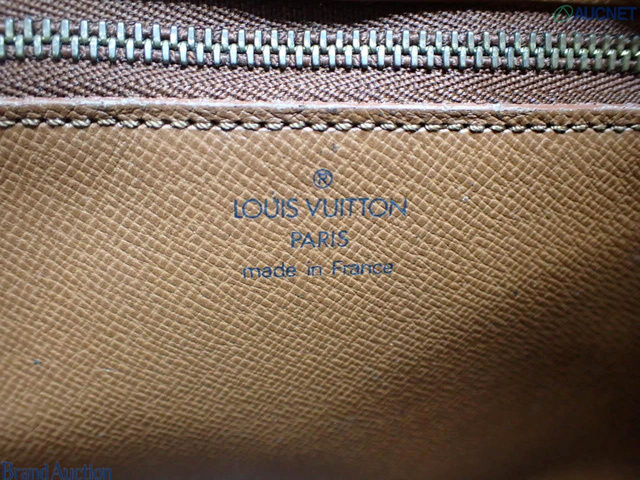 AUCNET
®
LOUIS VUITTON
PARIS
made in France
Brand Auction